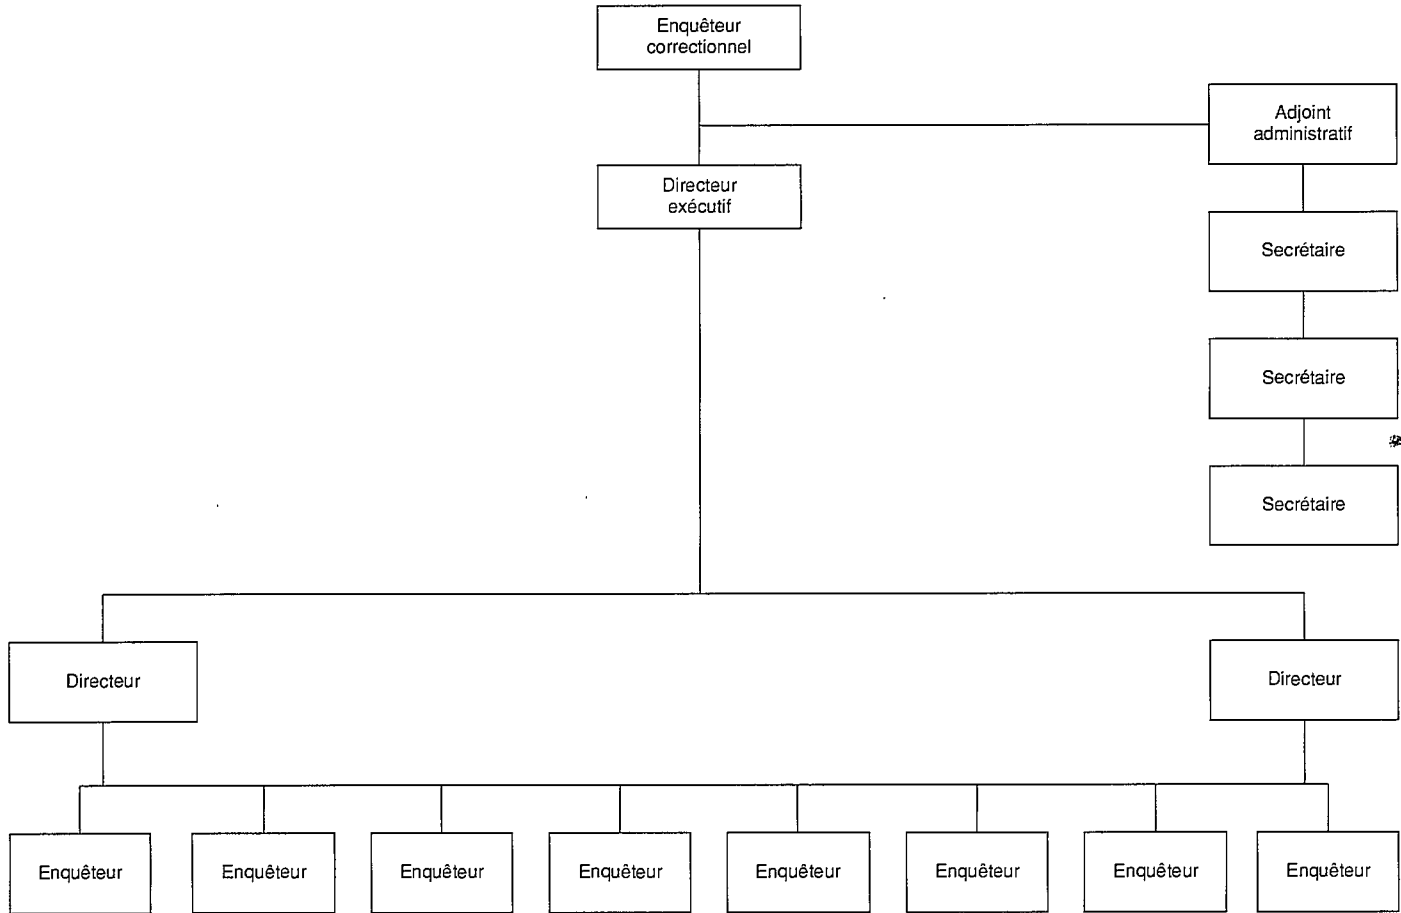 Enquêteur
correctionnel
Adjoint
administratif
Directeur
exécutif
Secrétaire
Secrétaire
Secrétaire
Directeur
Directeur
Enquêteur
Enquêteur
Enquêteur
Enquêteur
Enquêteur
Enquêteur
Enquêteur
Enquêteur